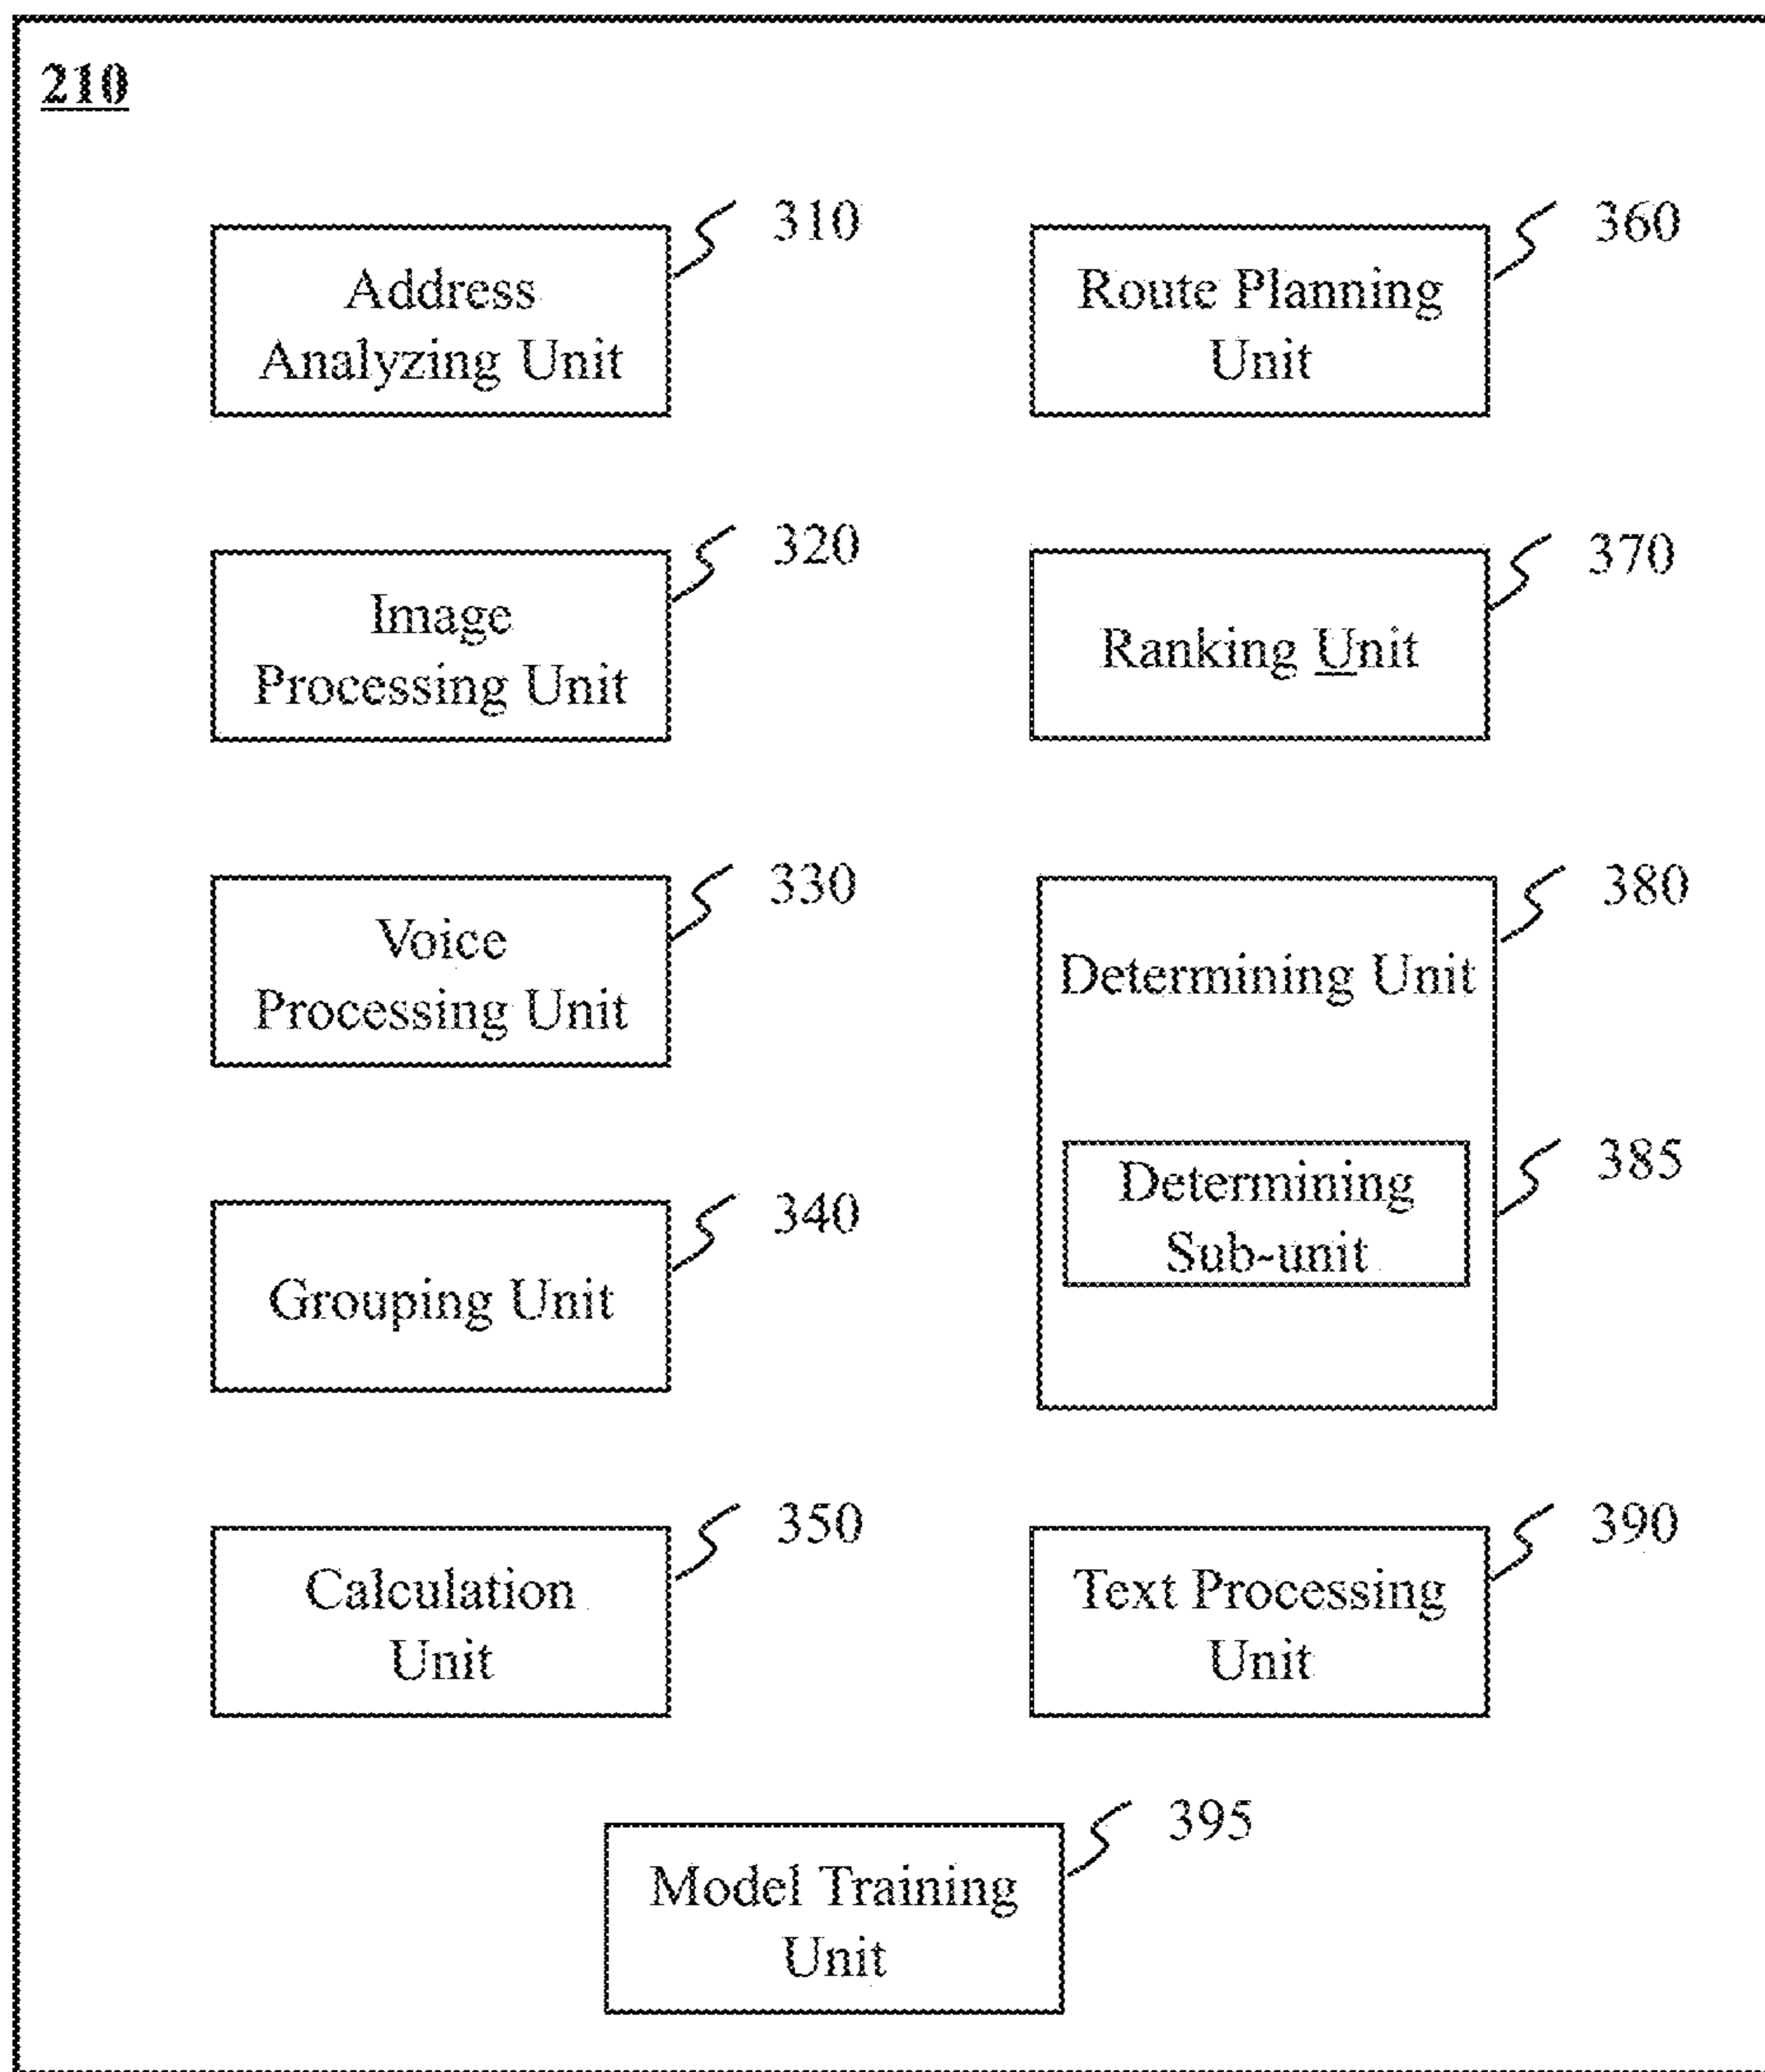 210
310
Address
Analyzing Unit
360
Route Planning
Unit
320
Image
Processing Unit
370
Ranking Unit
330
Voice
Processing Unit
380
Determining Unit
385
Determining
Sub-unit
340
Grouping Unit
350
Calculation
Unit
390
Text Processing
Unit
395
Model Training
Unit